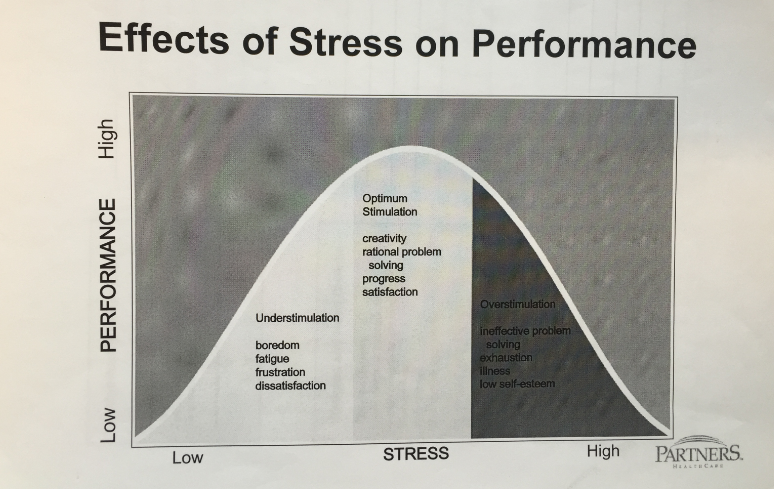 Effects of Stress on Performance
High
PERFORMANCE
Low
Optimum
Stimulation
creativity
rational problem
solving
progress
satisfaction
Understimulation
boredom
fatigue
frustration
dissatisfaction
Overstimulation
ineffective problem
solving
exhaustion
illness
low self-esteem
Low
STRESS
High
PARTNERS.
HEALTHCARE